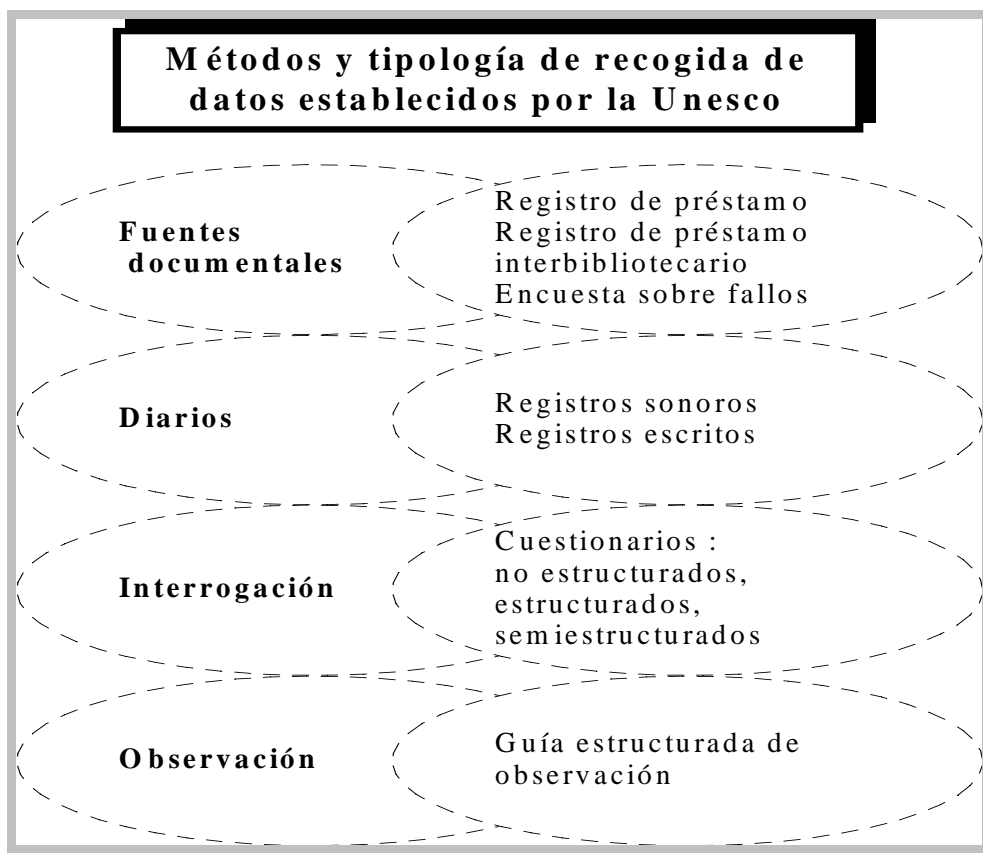 Métodos y tipología de recogida de
datos establecidos por la Unesco
Fuentes
documentales
Registro de préstamo
Registro de préstamo
interbibliotecario
Encuesta sobre fallos
Diarios
Registros sonoros
Registros escritos
Interrogación
Cuestionarios :
no estructurados,
estructurados,
semiestructurados
Observación
Guía estructurada de
observación